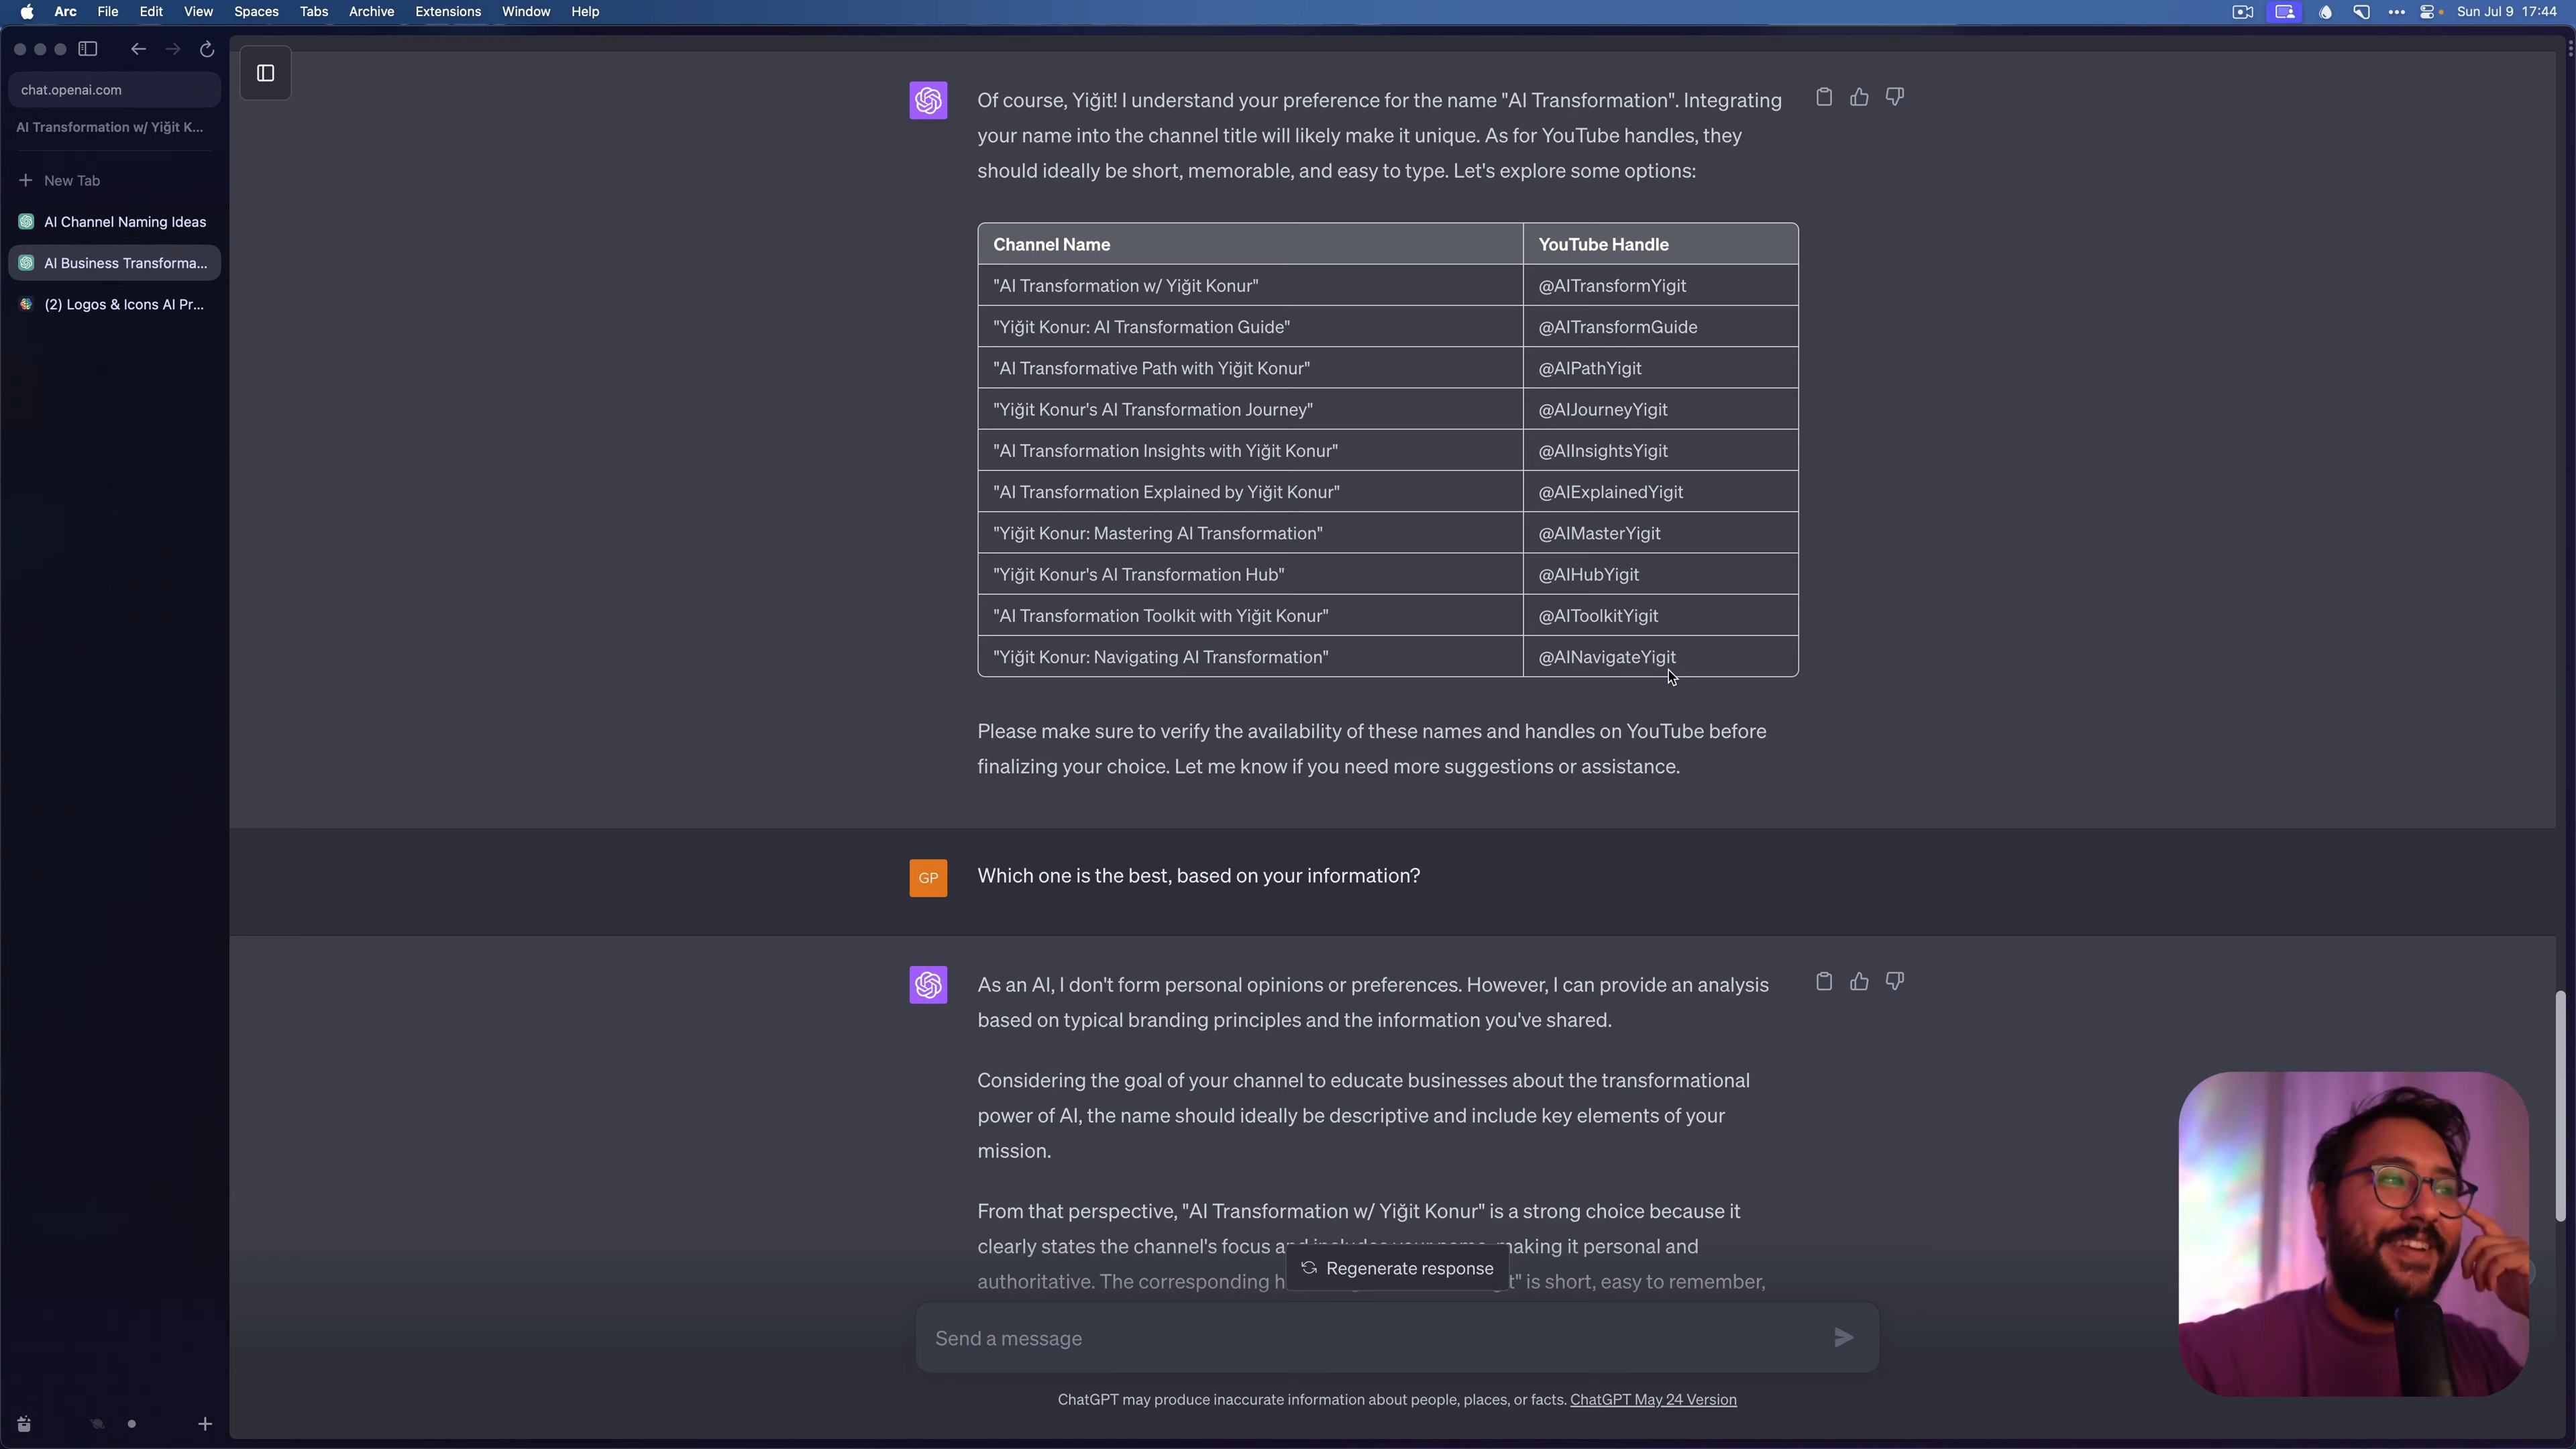 Arc File Edit View Spaces Tabs Archive Extensions Window Help
Sun Jul 9 17:44
chat.openai.com
AI Transformation w/ Yiğit K...
New Tab
AI Channel Naming Ideas
AI Business Transforma...
(2) Logos & Icons AI Pr...
Of course, Yiğit! I understand your preference for the name "AI Transformation". Integrating
your name into the channel title will likely make it unique. As for YouTube handles, they
should ideally be short, memorable, and easy to type. Let's explore some options:
Channel Name YouTube Handle
"AI Transformation w/ Yiğit Konur" @AITransformYigit
"Yiğit Konur: AI Transformation Guide" @AITransformGuide
"AI Transformative Path with Yiğit Konur" @AIPathYigit
"Yiğit Konur's AI Transformation Journey" @AIJourneyYigit
"AI Transformation Insights with Yiğit Konur" @AIInsightsYigit
"AI Transformation Explained by Yiğit Konur" @AIExplainedYigit
"Yiğit Konur: Mastering AI Transformation" @AIMasterYigit
"Yiğit Konur's AI Transformation Hub" @AIHubYigit
"AI Transformation Toolkit with Yiğit Konur" @AIToolkitYigit
"Yiğit Konur: Navigating AI Transformation" @AINavigateYigit
Please make sure to verify the availability of these names and handles on YouTube before
finalizing your choice. Let me know if you need more suggestions or assistance.
GP
Which one is the best, based on your information?
As an AI, I don't form personal opinions or preferences. However, I can provide an analysis
based on typical branding principles and the information you've shared.
Considering the goal of your channel to educate businesses about the transformational
power of AI, the name should ideally be descriptive and include key elements of your
mission.
From that perspective, "AI Transformation w/ Yiğit Konur" is a strong choice because it
clearly states the channel's focus and includes your name, making it personal and
authoritative. The corresponding h t" is short, easy to remember,
Regenerate response
Send a message
ChatGPT may produce inaccurate information about people, places, or facts. ChatGPT May 24 Version